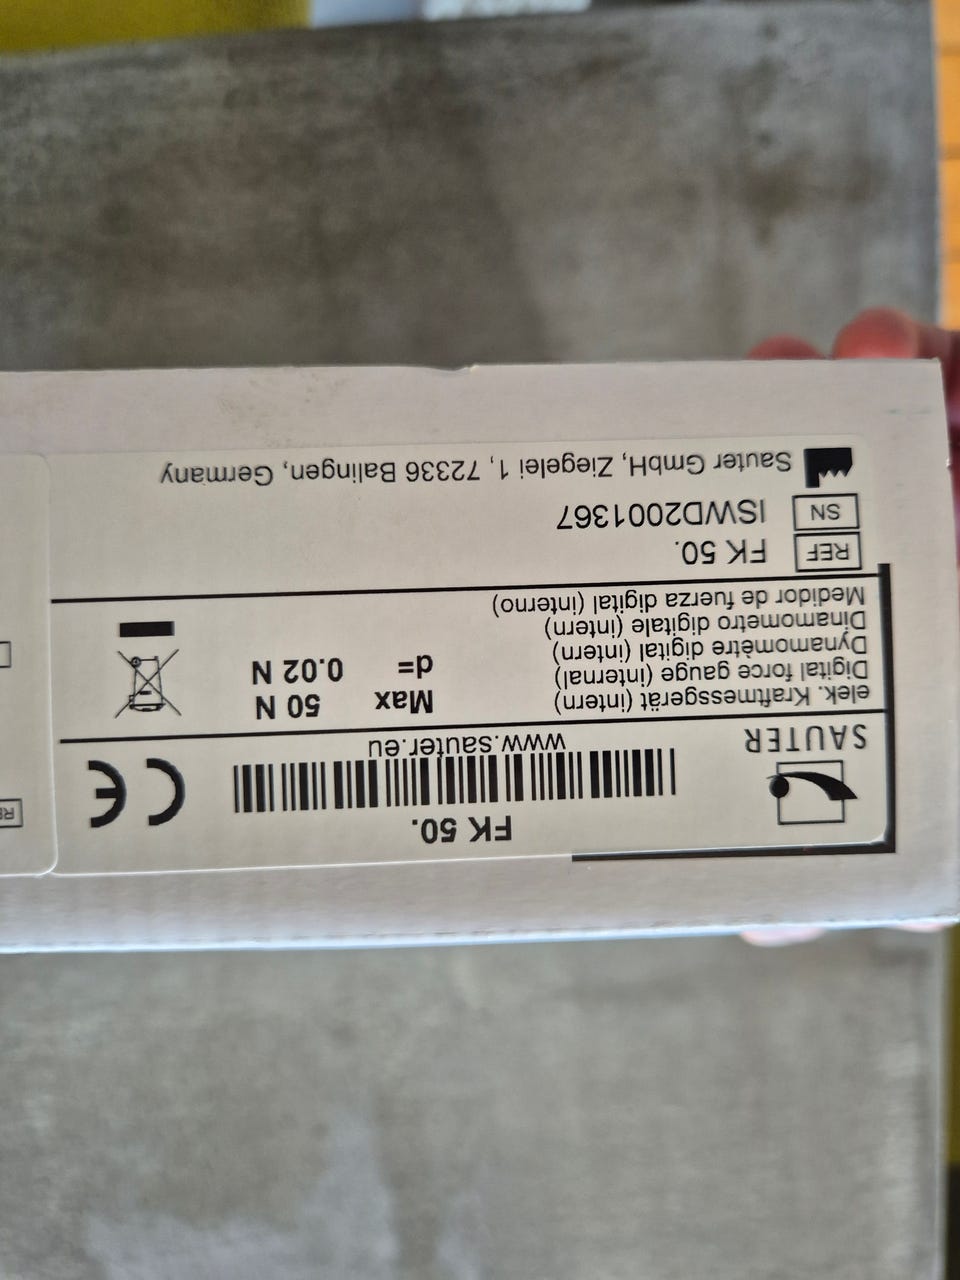 FK 50.
SAUTER
www.sauter.eu
elek. Kraftmessgerät (intern)
Digital force gauge (internal)
Dynamomètre digital (intern)
Dinamometro digitale (intern)
Medidor de fuerza digital (interno)
Max 50 N
d= 0.02 N
REF FK 50.
SN ISWD2001367
Sauter GmbH, Ziegelei 1, 72336 Balingen, Germany